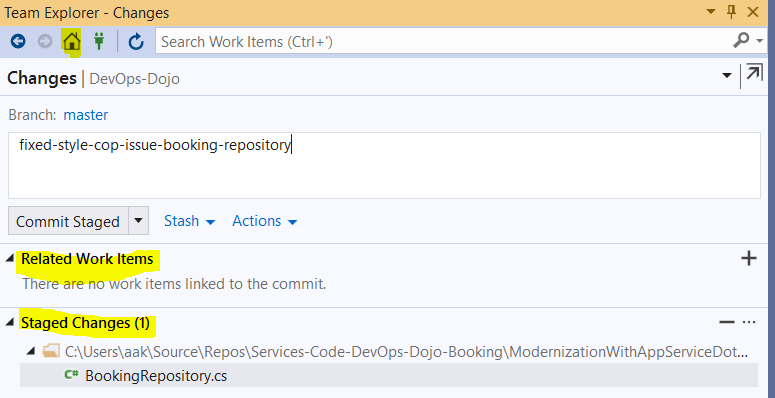 Team Explorer - Changes
Search Work Items (Ctrl+')
Changes | DevOps-Dojo
Branch: master
fixed-style-cop-issue-booking-repository
Commit Staged Stash Actions
Related Work Items
There are no work items linked to the commit.
Staged Changes (1)
C:\Users\aak\Source\Repos\Services-Code-DevOps-Dojo-Booking\ModernizationWithAppServiceDot...
C# BookingRepository.cs